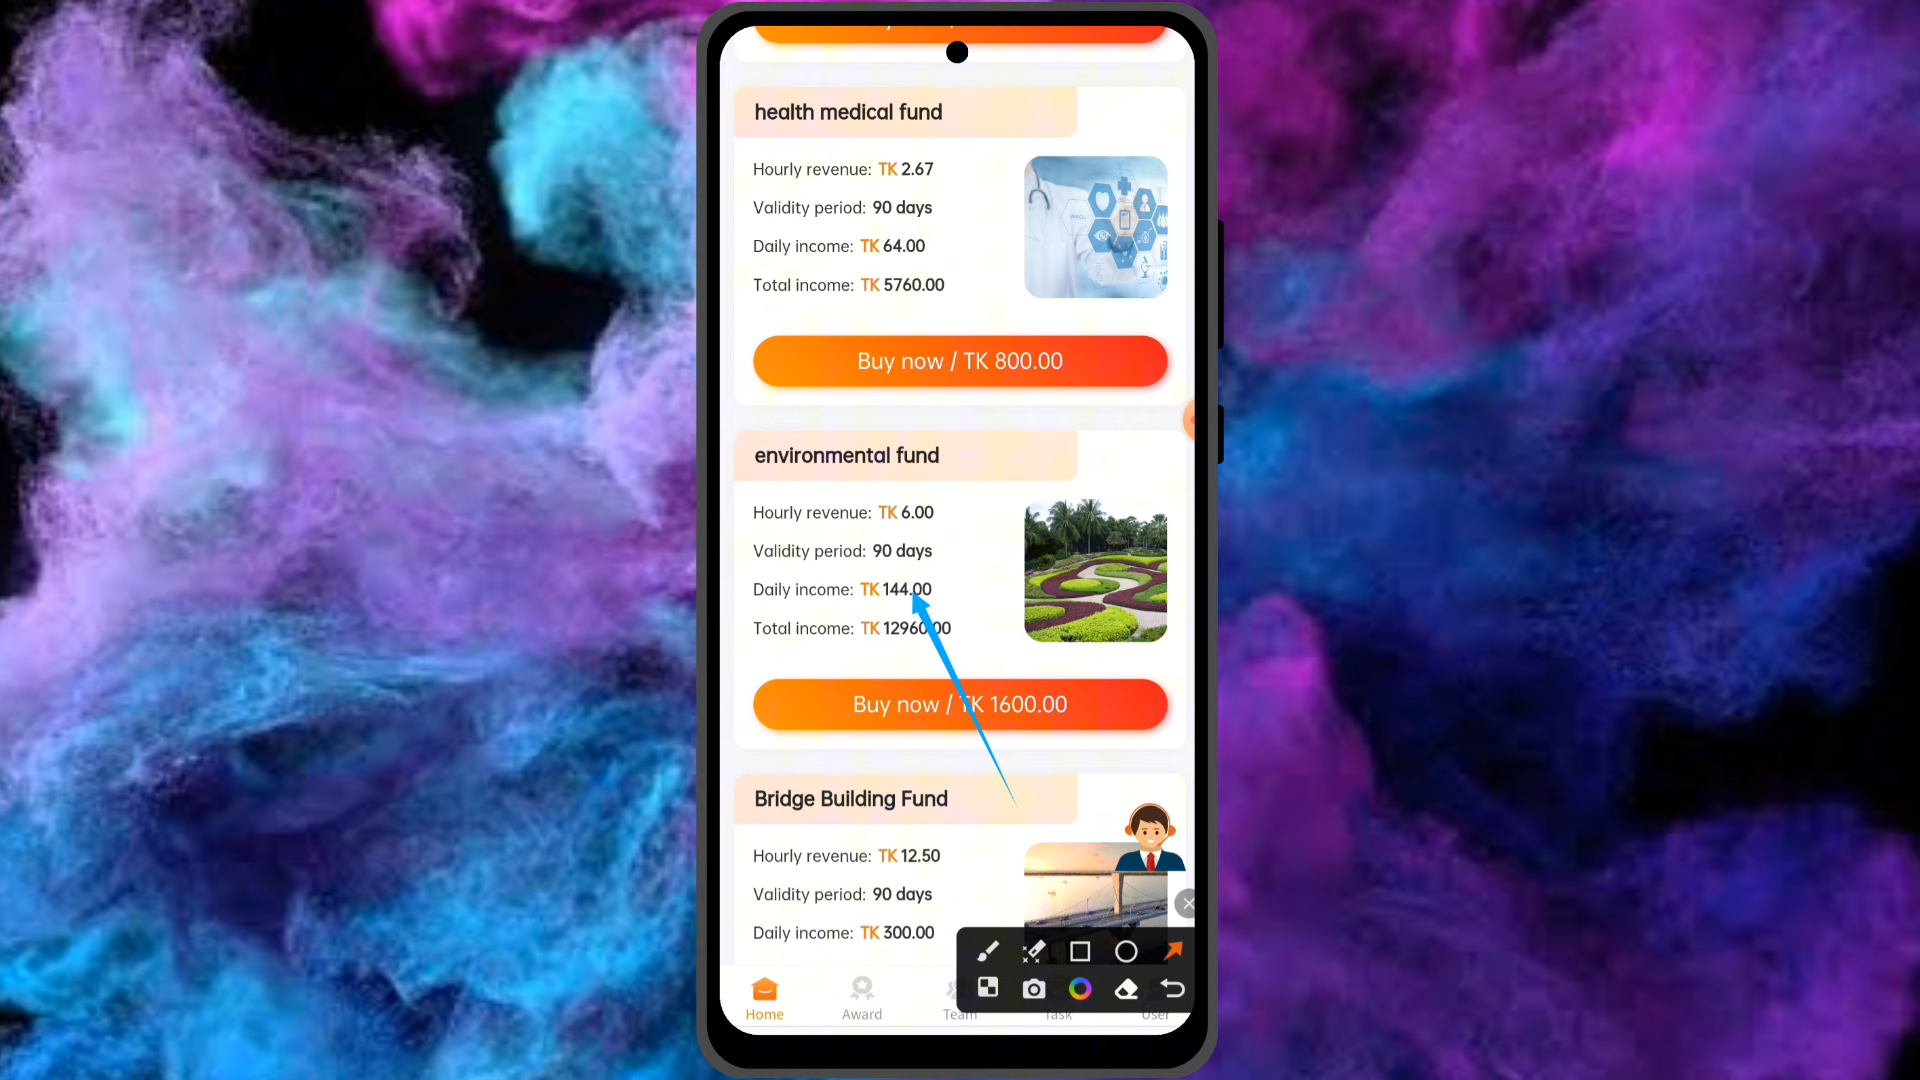 health medical fund
Hourly revenue: TK 2.67
Validity period: 90 days
Daily income: TK 64.00
Total income: TK 5760.00
Buy now / TK 800.00
environmental fund
Hourly revenue: TK 6.00
Validity period: 90 days
Daily income: TK 144.00
Total income: TK 12960.00
Buy now / TK 1600.00
Bridge Building Fund
Hourly revenue: TK 12.50
Validity period: 90 days
Daily income: TK 300.00
Home Award Team Task User